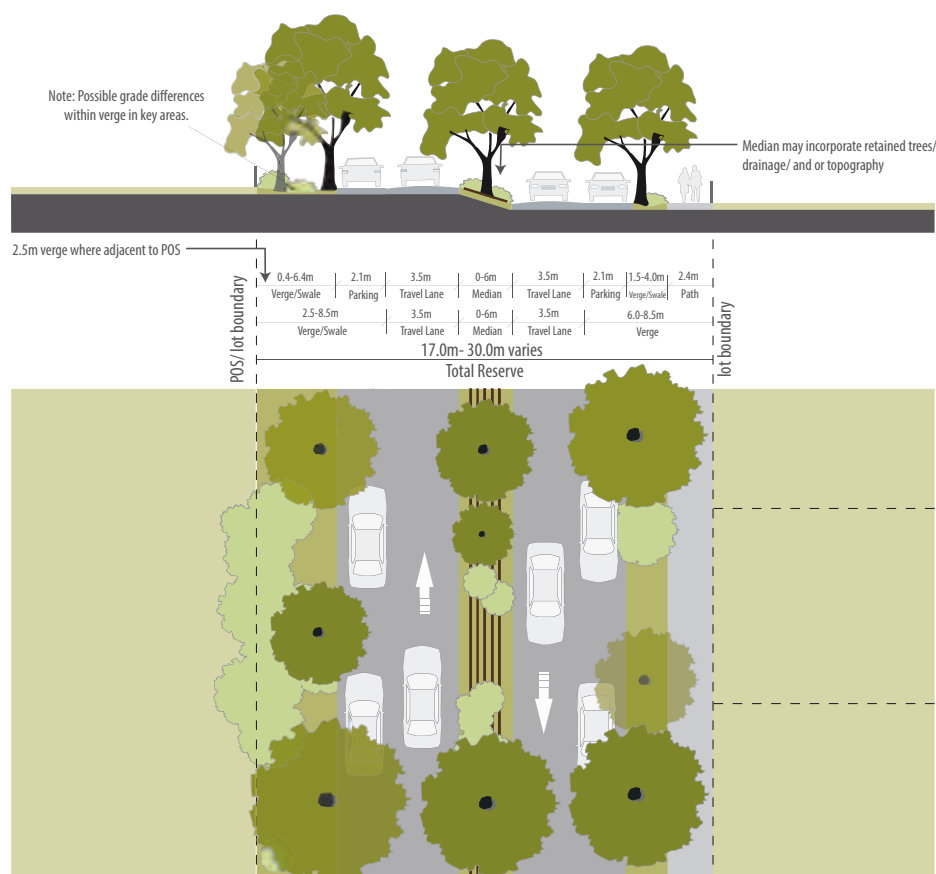 Note: Possible grade differences
within verge in key areas.
Median may incorporate retained trees/
drainage/ and or topography
2.5m verge where adjacent to POS
0.4-6.4m 2.1m 3.5m 0-6m 3.5m 2.1m 1.5-4.0m 2.4m
Verge/Swale Parking Travel Lane Median Travel Lane Parking Verge/Swale Path
2.5-8.5m 3.5m 0-6m 3.5m 6.0-8.5m
Verge/Swale Travel Lane Median Travel Lane Verge
17.0m- 30.0m varies
Total Reserve
POS/ lot boundary
lot boundary